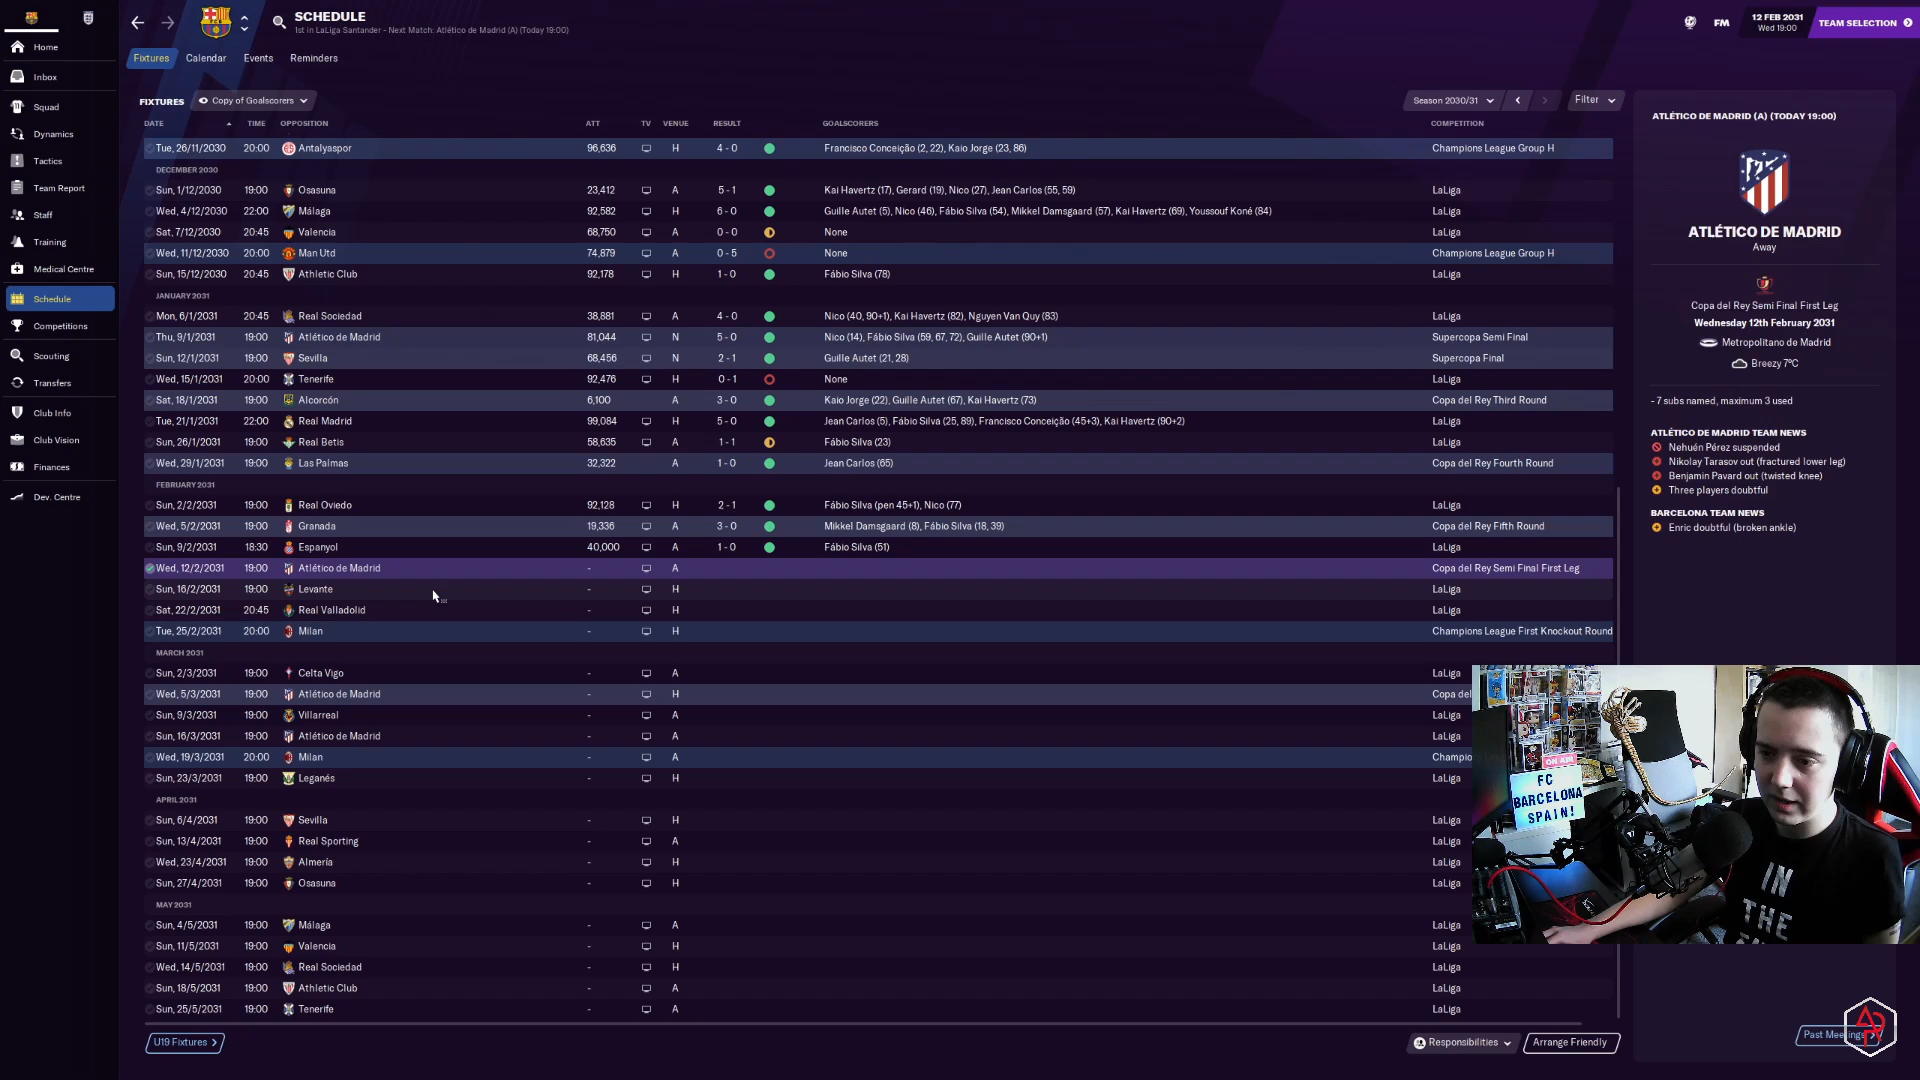 SCHEDULE
1st in LaLiga Santander - Next Match: Atlético de Madrid (A) (Today 19:00)
FM
12 FEB 2031
Wed 19:00
TEAM SELECTION
Home
Inbox
Squad
Dynamics
Tactics
Team Report
Staff
Training
Medical Centre
Schedule
Competitions
Scouting
Transfers
Club Info
Club Vision
Finances
Dev. Centre
Fixtures Calendar Events Reminders
FIXTURES Copy of Goalscorers Season 2030/31 Filter
DATE TIME OPPOSITION ATT TV VENUE RESULT GOALSCORERS COMPETITION
Tue, 26/11/2030 20:00 Antalyaspor 96,636 H 4 - 0 Francisco Conceição (2, 22), Kaio Jorge (23, 86) Champions League Group H
DECEMBER 2030
Sun, 1/12/2030 19:00 Osasuna 23,412 A 5 - 1 Kai Havertz (17), Gerard (19), Nico (27), Jean Carlos (55, 59) LaLiga
Wed, 4/12/2030 22:00 Málaga 92,582 H 6 - 0 Guille Autet (5), Nico (46), Fábio Silva (54), Mikkel Damsgaard (57), Kai Havertz (69), Youssouf Koné (84) LaLiga
Sat, 7/12/2030 20:45 Valencia 68,750 A 0 - 0 None LaLiga
Wed, 11/12/2030 20:00 Man Utd 74,879 A 0 - 5 None Champions League Group H
Sun, 15/12/2030 20:45 Athletic Club 92,178 H 1 - 0 Fábio Silva (78) LaLiga
JANUARY 2031
Mon, 6/1/2031 20:45 Real Sociedad 38,881 A 4 - 0 Nico (40, 90+1), Kai Havertz (82), Nguyen Van Quy (83) LaLiga
Thu, 9/1/2031 19:00 Atlético de Madrid 81,044 N 5 - 0 Nico (14), Fábio Silva (59, 67, 72), Guille Autet (90+1) Supercopa Semi Final
Sun, 12/1/2031 19:00 Sevilla 68,456 N 2 - 1 Guille Autet (21, 28) Supercopa Final
Wed, 15/1/2031 20:00 Tenerife 92,476 H 0 - 1 None LaLiga
Sat, 18/1/2031 19:00 Alcorcón 6,100 A 3 - 0 Kaio Jorge (22), Guille Autet (67), Kai Havertz (73) Copa del Rey Third Round
Tue, 21/1/2031 22:00 Real Madrid 99,084 H 5 - 0 Jean Carlos (5), Fábio Silva (25, 89), Francisco Conceição (45+3), Kai Havertz (90+2) LaLiga
Sun, 26/1/2031 19:00 Real Betis 58,635 A 1 - 1 Fábio Silva (23) LaLiga
Wed, 29/1/2031 19:00 Las Palmas 32,322 A 1 - 0 Jean Carlos (65) Copa del Rey Fourth Round
FEBRUARY 2031
Sun, 2/2/2031 19:00 Real Oviedo 92,128 H 2 - 1 Fábio Silva (pen 45+1), Nico (77) LaLiga
Wed, 5/2/2031 19:00 Granada 19,336 A 3 - 0 Mikkel Damsgaard (8), Fábio Silva (18, 39) Copa del Rey Fifth Round
Sun, 9/2/2031 18:30 Espanyol 40,000 A 1 - 0 Fábio Silva (51) LaLiga
Wed, 12/2/2031 19:00 Atlético de Madrid - A Copa del Rey Semi Final First Leg
Sun, 16/2/2031 19:00 Levante - H LaLiga
Sat, 22/2/2031 20:45 Real Valladolid - H LaLiga
Tue, 25/2/2031 20:00 Milan - H Champions League First Knockout Round
MARCH 2031
Sun, 2/3/2031 19:00 Celta Vigo - A LaLiga
Wed, 5/3/2031 19:00 Atlético de Madrid - H Copa del
Sun, 9/3/2031 19:00 Villarreal - A LaLiga
Sun, 16/3/2031 19:00 Atlético de Madrid - A LaLiga
Wed, 19/3/2031 20:00 Milan - A Champio
Sun, 23/3/2031 19:00 Leganés - H LaLiga
APRIL 2031
Sun, 6/4/2031 19:00 Sevilla - H LaLiga
Sun, 13/4/2031 19:00 Real Sporting - A LaLiga
Wed, 23/4/2031 19:00 Almería - H LaLiga
Sun, 27/4/2031 19:00 Osasuna - H LaLiga
MAY 2031
Sun, 4/5/2031 19:00 Málaga - A LaLiga
Sun, 11/5/2031 19:00 Valencia - H LaLiga
Wed, 14/5/2031 19:00 Real Sociedad - H LaLiga
Sun, 18/5/2031 19:00 Athletic Club - A LaLiga
Sun, 25/5/2031 19:00 Tenerife - A LaLiga
U19 Fixtures Responsibilities Arrange Friendly
ATLÉTICO DE MADRID (A) (TODAY 19:00)
ATLÉTICO DE MADRID
Away
Copa del Rey Semi Final First Leg
Wednesday 12th February 2031
Metropolitano de Madrid
Breezy 7ºC
- 7 subs named, maximum 3 used
ATLÉTICO DE MADRID TEAM NEWS
Nehuén Pérez suspended
Nikolay Tarasov out (fractured lower leg)
Benjamin Pavard out (twisted knee)
Three players doubtful
BARCELONA TEAM NEWS
Enric doubtful (broken ankle)
ON AIR
FC
BARCELONA
SPAIN!
IN
THE
Past Meetings